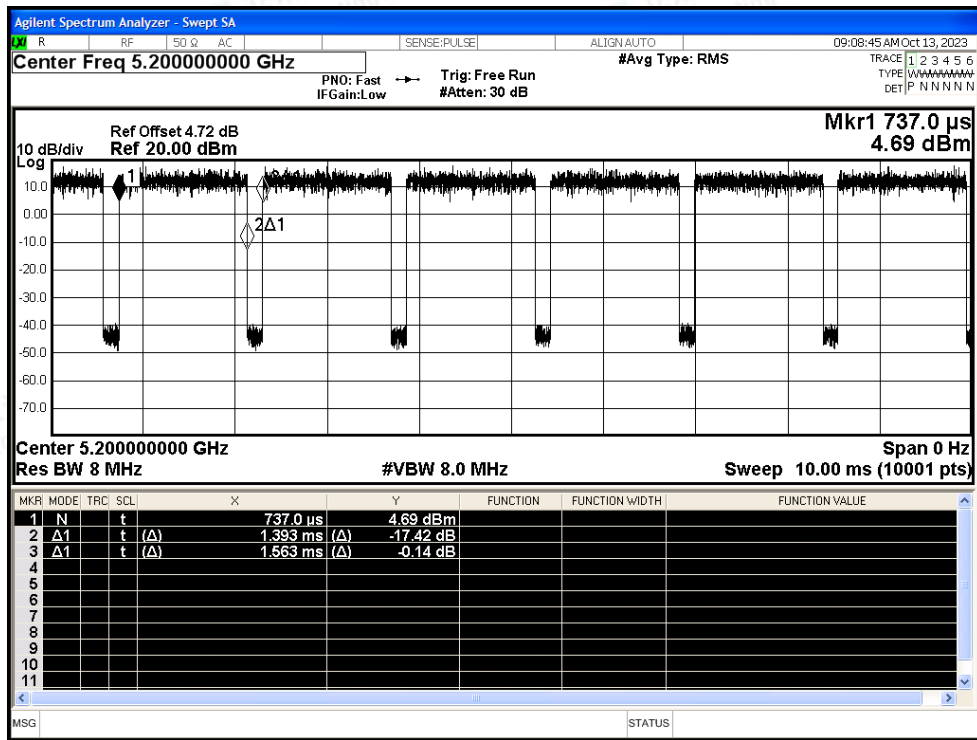 Agilent Spectrum Analyzer - Swept SA
LXI R RF 50 Ω AC SENSE:PULSE ALIGN AUTO 09:08:45 AM Oct 13, 2023
Center Freq 5.200000000 GHz #Avg Type: RMS TRACE 1 2 3 4 5 6
PNO: Fast Trig: Free Run TYPE W
IFGain:Low #Atten: 30 dB DET P N N N N N
Mkr1 737.0 µs
Ref Offset 4.72 dB
10 dB/div Ref 20.00 dBm 4.69 dBm
Log
1
10.0
0.00
2Δ1
-10.0
-20.0
-30.0
-40.0
-50.0
-60.0
-70.0
Center 5.200000000 GHz Span 0 Hz
Res BW 8 MHz #VBW 8.0 MHz Sweep 10.00 ms (10001 pts)
MKR MODE TRC SCL X Y FUNCTION FUNCTION WIDTH FUNCTION VALUE
1 N t 737.0 µs 4.69 dBm
2 Δ1 t (Δ) 1.393 ms (Δ) -17.42 dB
3 Δ1 t (Δ) 1.563 ms (Δ) -0.14 dB
4
5
6
7
8
9
10
11
MSG STATUS